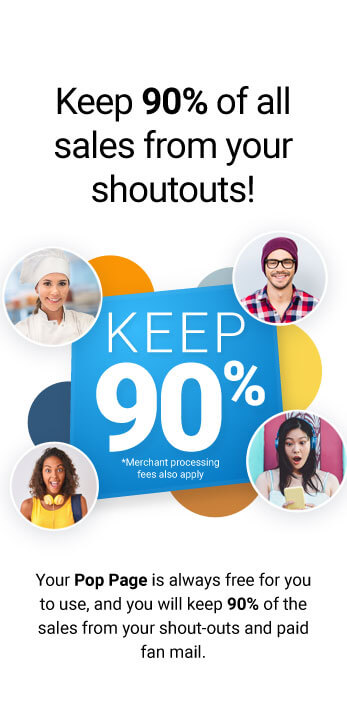 Keep 90% of all
sales from your
shoutouts!
KEEP
90%
*Merchant processing
fees also apply
Your Pop Page is always free for you
to use, and you will keep 90% of the
sales from your shout-outs and paid
fan mail.